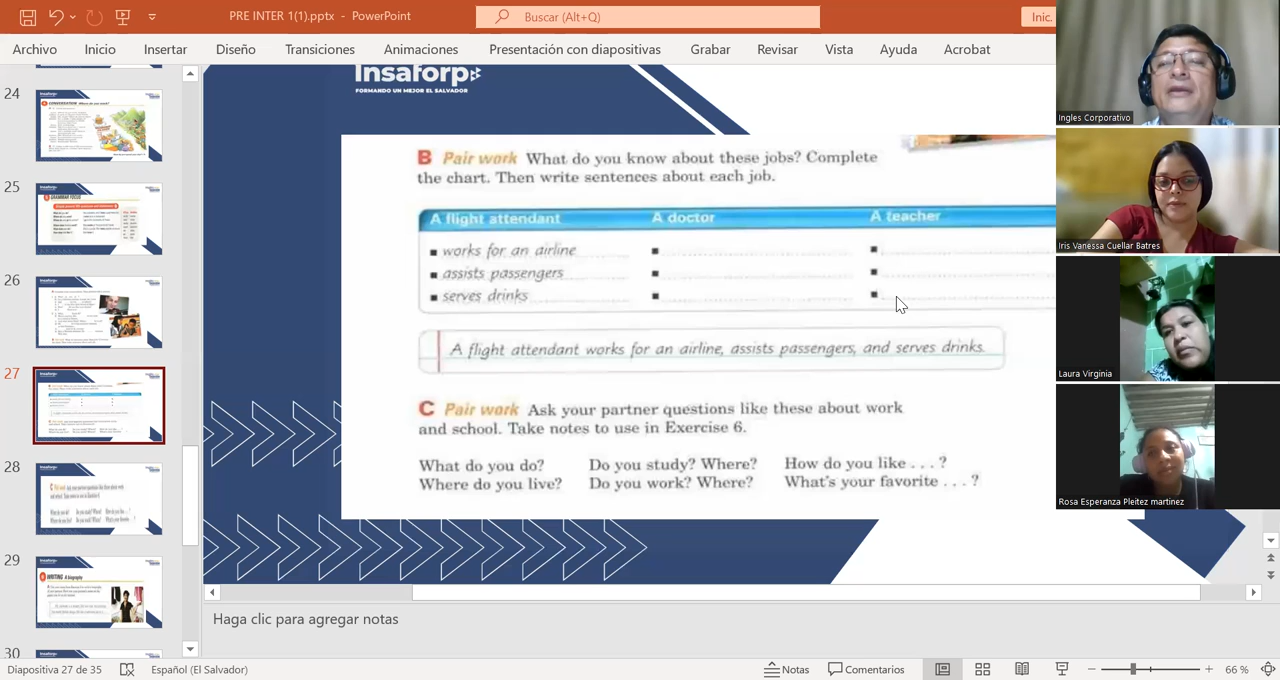 PRE INTER 1(1).pptx - PowerPoint
Buscar (Alt+Q)
Inic.
Archivo Inicio Insertar Diseño Transiciones Animaciones Presentación con diapositivas Grabar Revisar Vista Ayuda Acrobat
24
25
26
27
28
29
30
Insaforp
FORMANDO UN MEJOR EL SALVADOR
B Pair work What do you know about these jobs? Complete
the chart. Then write sentences about each job.
A flight attendant A doctor A teacher
works for an airline
assists passengers
serves drinks
A flight attendant works for an airline, assists passengers, and serves drinks.
C Pair work Ask your partner questions like these about work
and school. Take notes to use in Exercise 6.
What do you do? Do you study? Where? How do you like . . . ?
Where do you live? Do you work? Where? What's your favorite . . . ?
Ingles Corporativo
Iris Vanessa Cuellar Batres
Laura Virginia
Rosa Esperanza Pleitez martinez
Haga clic para agregar notas
Diapositiva 27 de 35 Español (El Salvador) Notas Comentarios 66 %